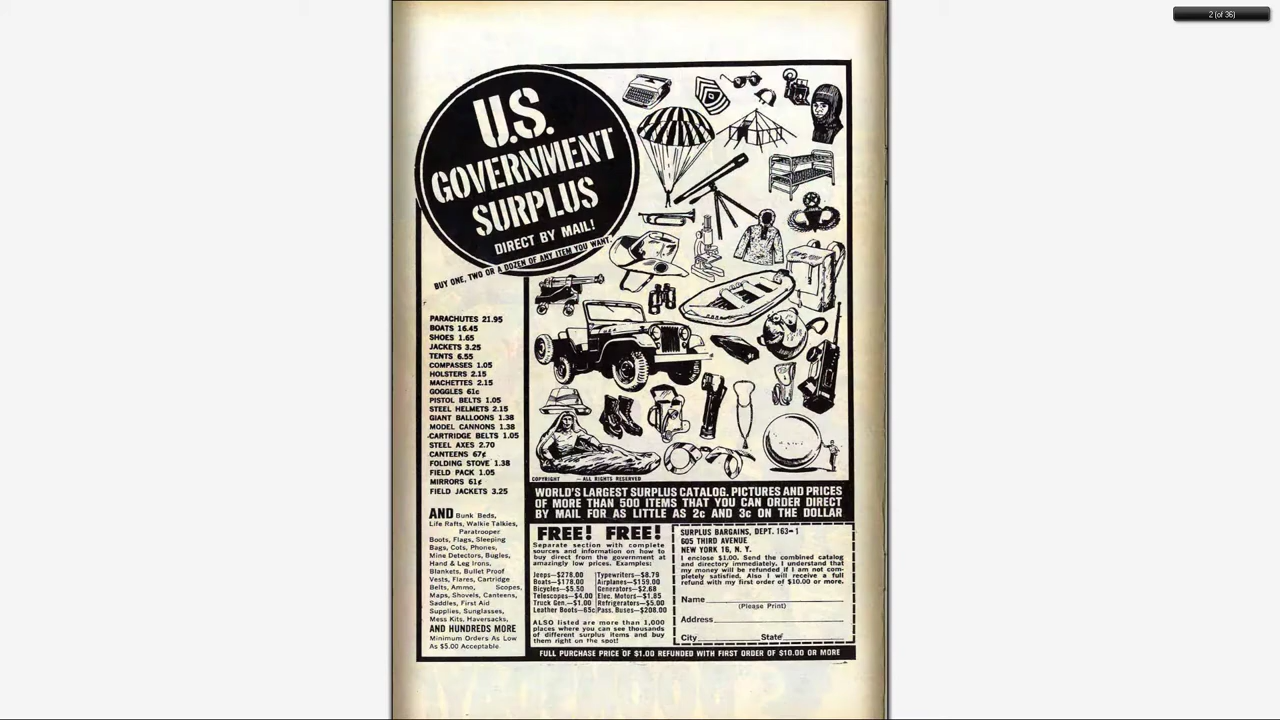 2 (of 36)
U.S.
GOVERNMENT
SURPLUS
DIRECT BY MAIL!
BUY ONE, TWO OR A DOZEN OF ANY ITEM YOU WANT.
PARACHUTES 21.95
BOATS 16.45
SHOES 1.65
JACKETS 3.25
TENTS 6.55
COMPASSES 1.05
HOLSTERS 2.15
MACHETTES 2.15
GOGGLES 61c
PISTOL BELTS 1.05
STEEL HELMETS 2.15
GIANT BALLOONS 1.38
MODEL CANNONS 1.38
CARTRIDGE BELTS 1.05
STEEL AXES 2.70
CANTEENS 67¢
FOLDING STOVE 1.38
FIELD PACK 1.05
MIRRORS 61¢
FIELD JACKETS 3.25
AND Bunk Beds,
Life Rafts, Walkie Talkies,
Paratrooper
Boots, Flags, Sleeping
Bags, Cots, Phones,
Mine Detectors, Bugles,
Hand & Leg Irons,
Blankets, Bullet Proof
Vests, Flares, Cartridge
Belts, Ammo, Scopes,
Maps, Shovels, Canteens,
Saddles, First Aid
Supplies, Sunglasses,
Mess Kits, Haversacks,
AND HUNDREDS MORE
Minimum Orders As Low
As $5.00 Acceptable
COPYRIGHT — ALL RIGHTS RESERVED
WORLD'S LARGEST SURPLUS CATALOG. PICTURES AND PRICES
OF MORE THAN 500 ITEMS THAT YOU CAN ORDER DIRECT
BY MAIL FOR AS LITTLE AS 2c AND 3c ON THE DOLLAR
FREE! FREE!
Separate section with complete
sources and information on how to
buy direct from the government at
amazingly low prices. Examples:
Jeeps—$278.00
Boats—$178.00
Bicycles—$5.50
Telescopes—$4.00
Truck Gen.—$1.00
Leather Boots—65c
Typewriters—$8.79
Airplanes—$159.00
Generators—$2.68
Elec. Motors—$1.85
Refrigerators—$5.00
Pass. Buses—$208.00
ALSO listed are more than 1,000
places where you can see thousands
of different surplus items and buy
them right on the spot!
SURPLUS BARGAINS, DEPT. 163-1
605 THIRD AVENUE
NEW YORK 16, N. Y.
I enclose $1.00. Send the combined catalog
and directory immediately. I understand that
my money will be refunded if I am not com-
pletely satisfied. Also I will receive a full
refund with my first order of $10.00 or more.
Name
(Please Print)
Address
City State
FULL PURCHASE PRICE OF $1.00 REFUNDED WITH FIRST ORDER OF $10.00 OR MORE